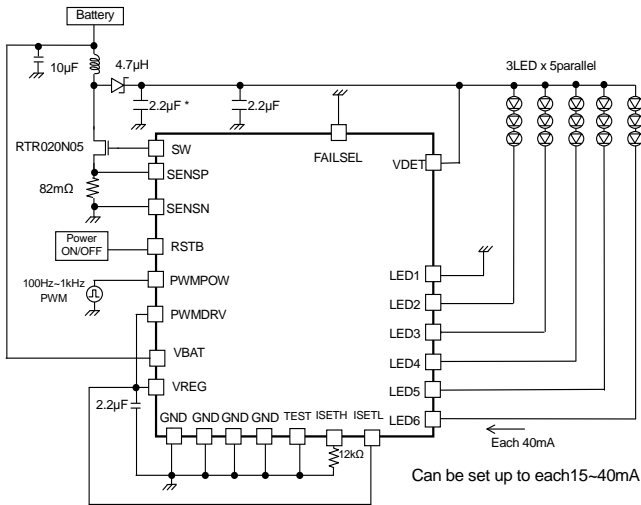 Battery
10μF
4.7μH
3LED x 5parallel
2.2μF *
2.2μF
RTR020N05
SW
FAILSEL
VDET
SENSP
82mΩ
SENSN
Power
ON/OFF
RSTB
LED1
100Hz~1kHz
PWM
PWMPOW
LED2
PWMDRV
LED3
VBAT
LED4
VREG
LED5
2.2μF
GND
GND
GND
GND
TEST
ISETH
ISETL
LED6
Each 40mA
12kΩ
Can be set up to each15~40mA